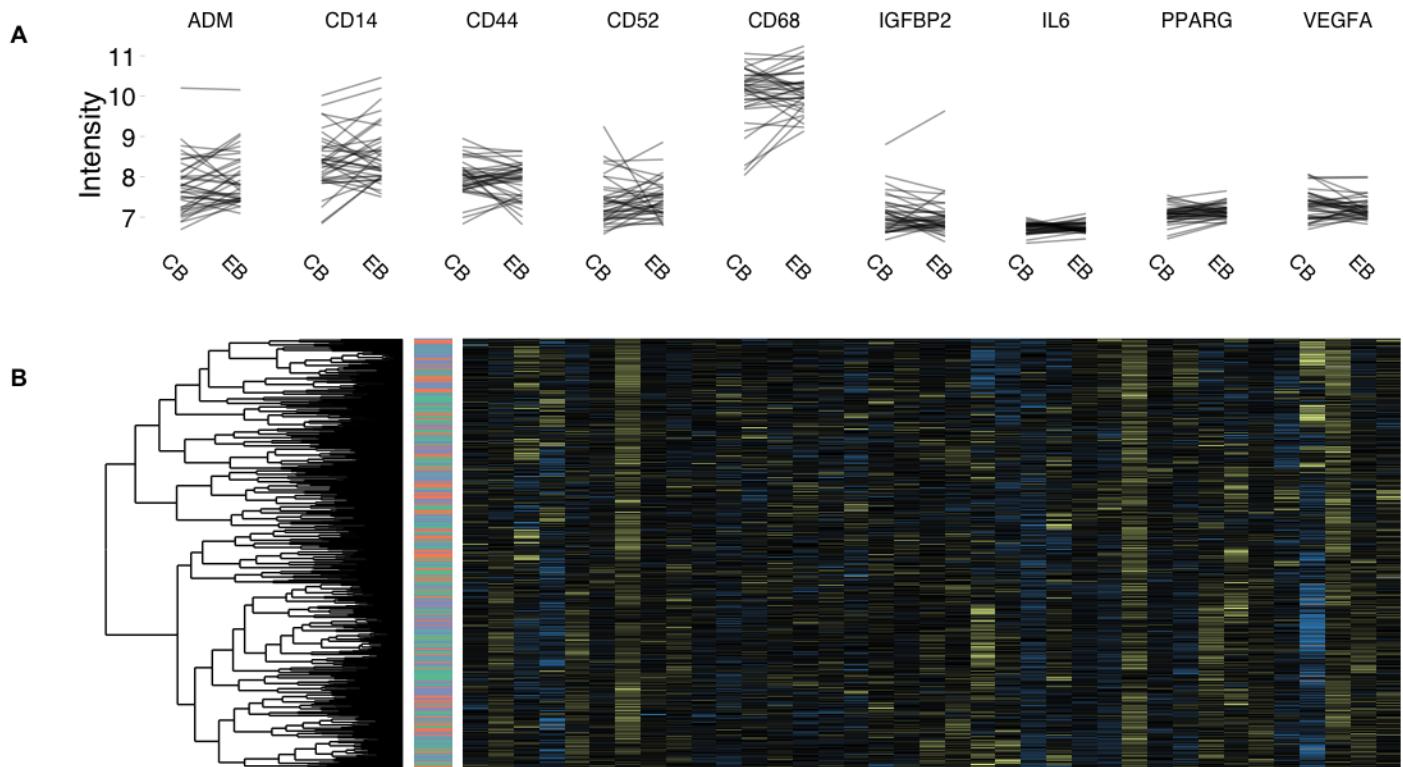 A
ADM CD14 CD44 CD52 CD68 IGFBP2 IL6 PPARG VEGFA
Intensity
11
10
9
8
7
CB EB CB EB CB EB CB EB CB EB CB EB CB EB CB EB CB EB
B